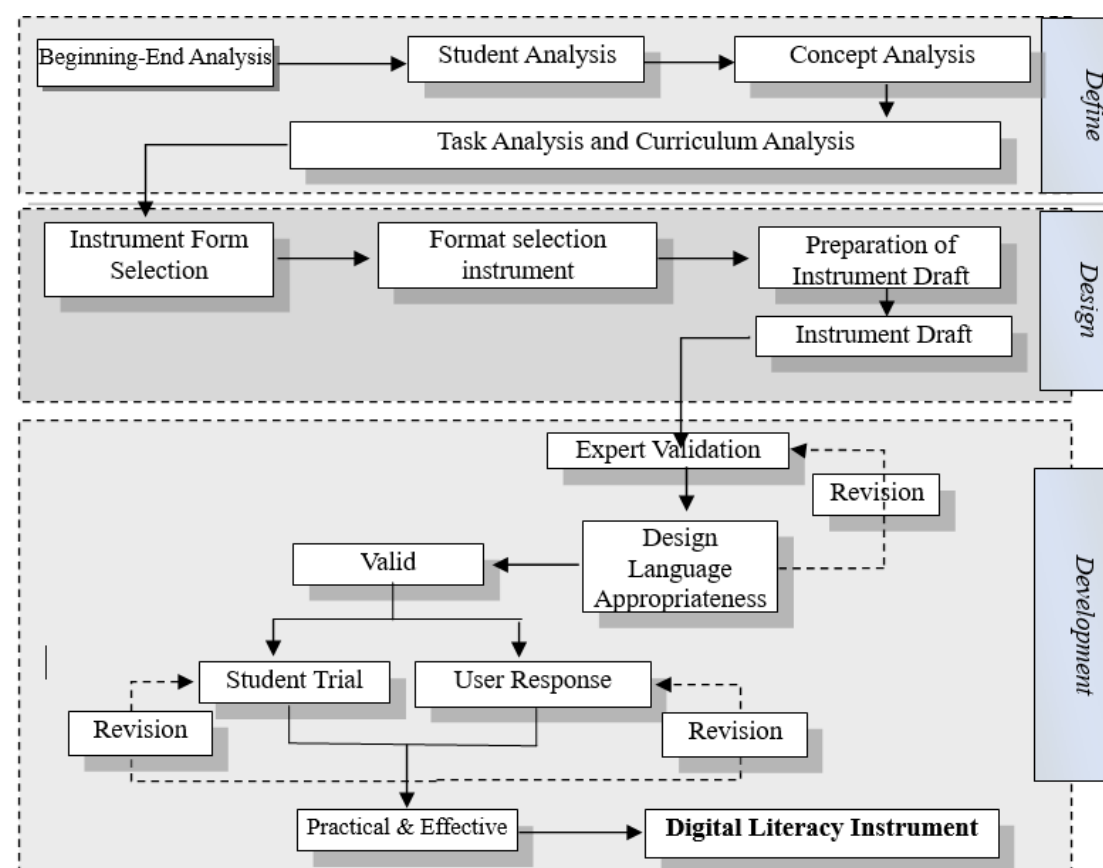 Beginning-End Analysis
Student Analysis
Concept Analysis
Define
Task Analysis and Curriculum Analysis
Instrument Form
Selection
Format selection
instrument
Preparation of
Instrument Draft
Design
Instrument Draft
Expert Validation
Revision
Design
Language
Appropriateness
Valid
Development
Student Trial
User Response
Revision
Revision
Practical & Effective
Digital Literacy Instrument